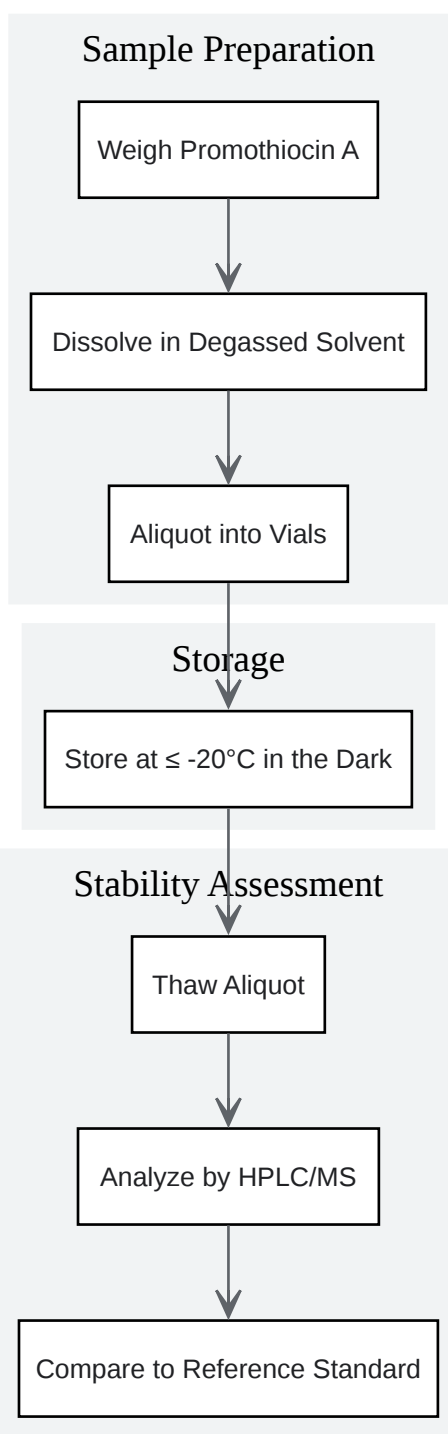 Sample Preparation
Weigh Promothiocin A
Dissolve in Degassed Solvent
Aliquot into Vials
Storage
Store at ≤ -20°C in the Dark
Stability Assessment
Thaw Aliquot
Analyze by HPLC/MS
Compare to Reference Standard